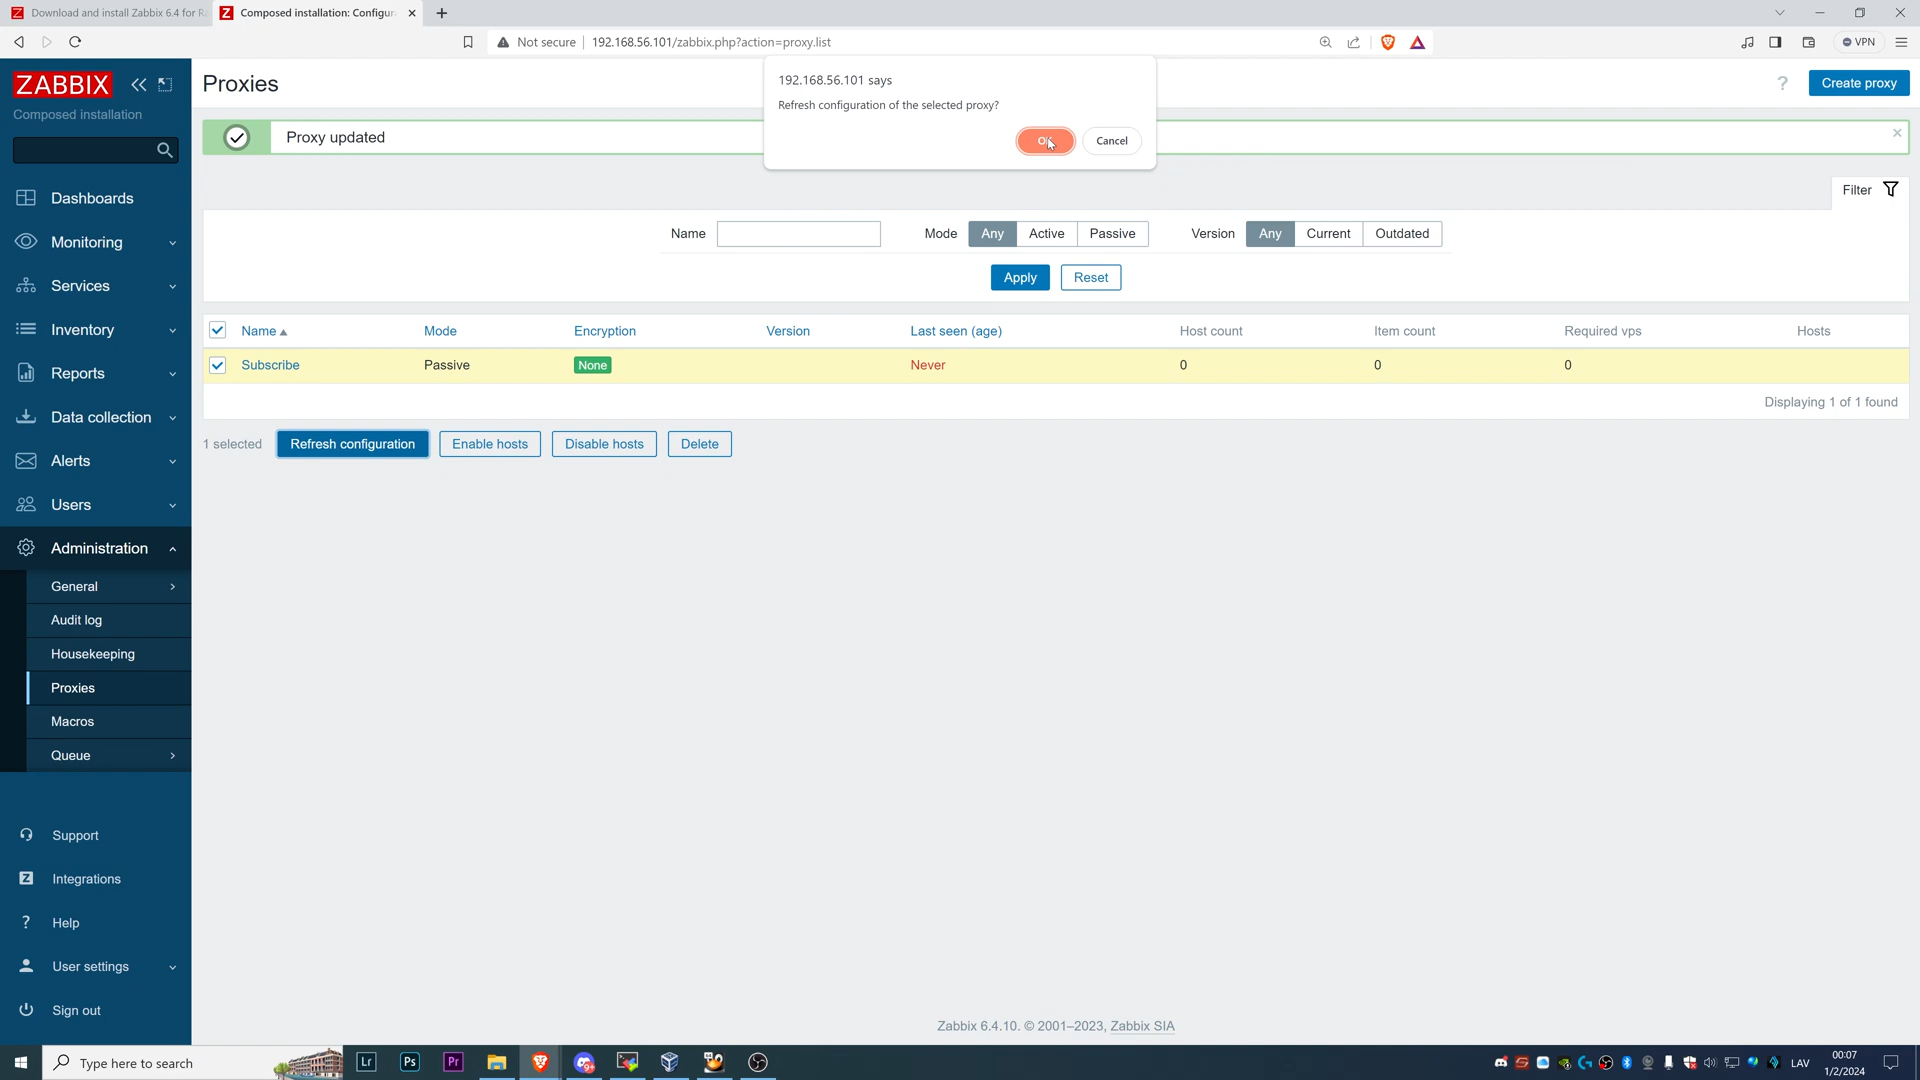 Download and install Zabbix 6.4 for R
Composed installation: Configur
Not secure
192.168.56.101/zabbix.php?action=proxy.list
VPN
ZABBIX
Composed installation
Dashboards
Monitoring
Services
Inventory
Reports
Data collection
Alerts
Users
Administration
General
Audit log
Housekeeping
Proxies
Macros
Queue
Support
Integrations
Help
User settings
Sign out
Proxies
? Create proxy
192.168.56.101 says
Refresh configuration of the selected proxy?
Cancel
Proxy updated
Filter
Name Mode Any Active Passive Version Any Current Outdated
Apply Reset
Name Mode Encryption Version Last seen (age) Host count Item count Required vps Hosts
Subscribe Passive None Never 0 0 0
Displaying 1 of 1 found
1 selected Refresh configuration Enable hosts Disable hosts Delete
Zabbix 6.4.10. © 2001–2023, Zabbix SIA
Type here to search
Lr Ps Pr
LAV
00:07
1/2/2024